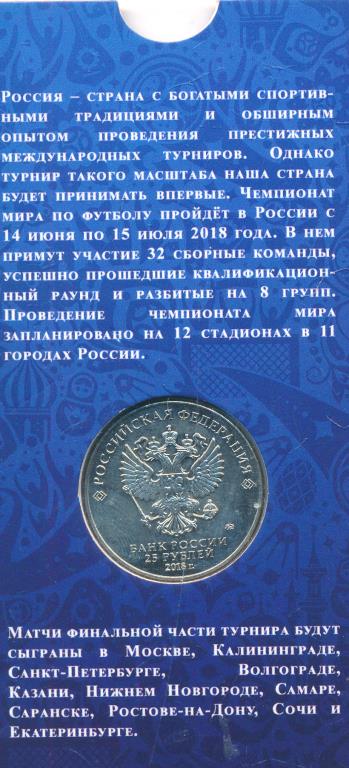 Россия – страна с богатыми спортив-
ными традициями и обширным
опытом проведения престижных
международных турниров. Однако
турнир такого масштаба наша страна
будет принимать впервые. Чемпионат
мира по футболу пройдёт в России с
14 июня по 15 июля 2018 года. В нем
примут участие 32 сборные команды,
успешно прошедшие квалификацион-
ный раунд и разбитые на 8 групп.
Проведение чемпионата мира
запланировано на 12 стадионах в 11
городах России.
РОССИЙСКАЯ ФЕДЕРАЦИЯ
БАНК РОССИИ
25 РУБЛЕЙ
2018 г.
Матчи финальной части турнира будут
сыграны в Москве, Калининграде,
Санкт-Петербурге, Волгограде,
Казани, Нижнем Новгороде, Самаре,
Саранске, Ростове-на-Дону, Сочи и
Екатеринбурге.